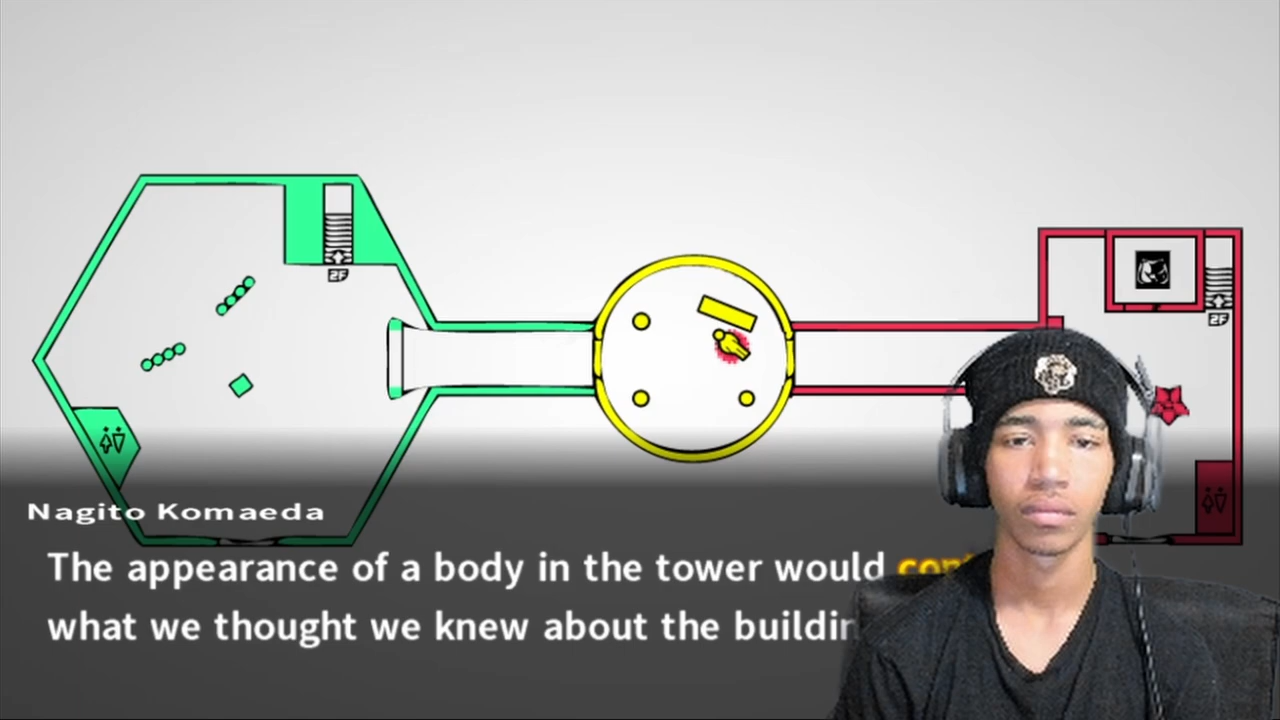 2F
2F
Nagito Komaeda
The appearance of a body in the tower would
what we thought we knew about the